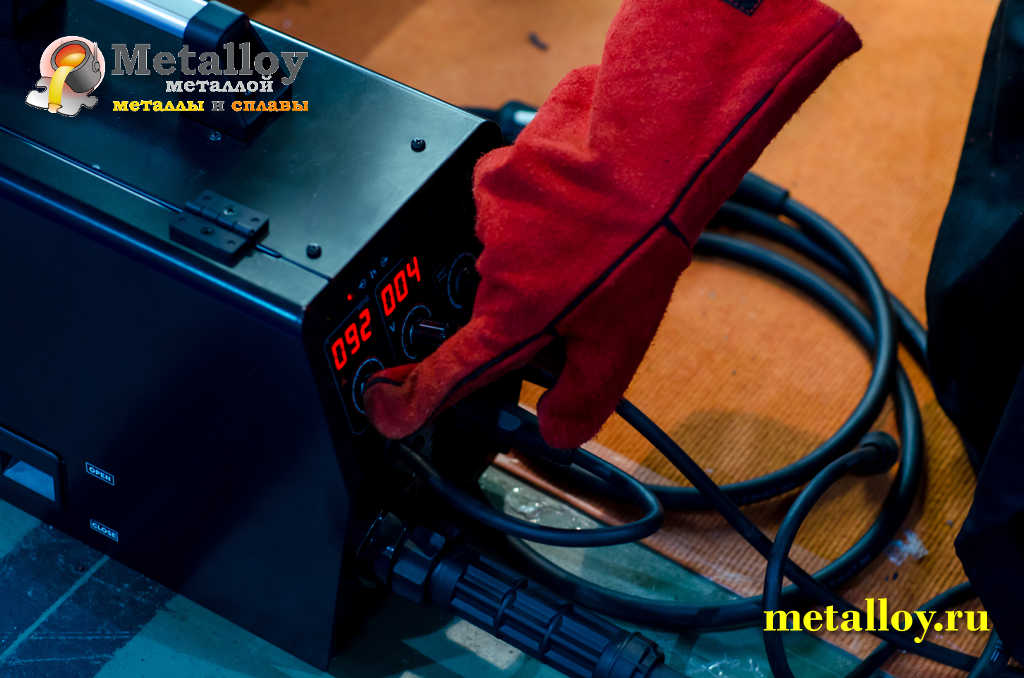 Metalloy
металлой
металлы и сплавы
004
092
OPEN
CLOSE
metalloy.ru